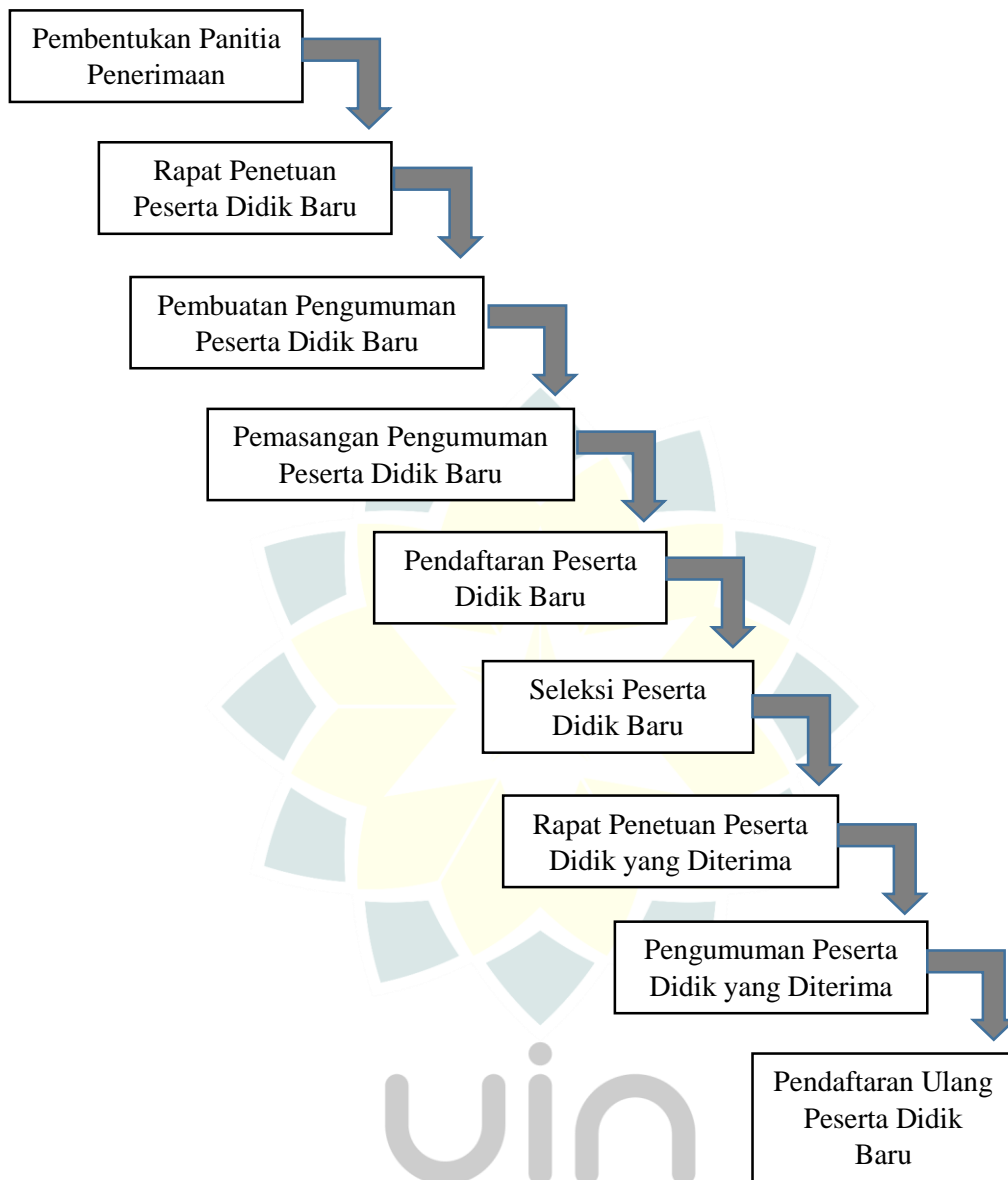 Pembentukan Panitia
Penerimaan
Rapat Penetuan
Peserta Didik Baru
Pembuatan Pengumuman
Peserta Didik Baru
Pemasangan Pengumuman
Peserta Didik Baru
Pendaftaran Peserta
Didik Baru
Seleksi Peserta
Didik Baru
Rapat Penetuan Peserta
Didik yang Diterima
Pengumuman Peserta
Didik yang Diterima
Pendaftaran Ulang
Peserta Didik
Baru
uin